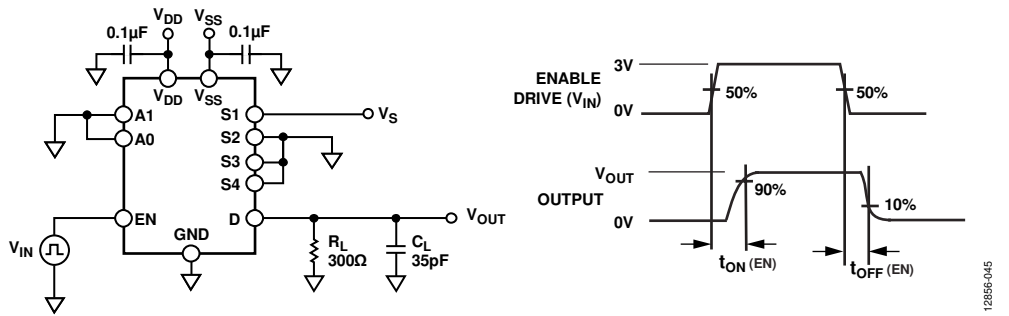 VDD
VSS
0.1µF
0.1µF
VDD
VSS
A1
A0
S1
VS
S2
S3
S4
EN
D
VOUT
GND
VIN
RL
300Ω
CL
35pF
3V
ENABLE
DRIVE (VIN)
50%
50%
0V
VOUT
OUTPUT
90%
10%
0V
tON (EN)
tOFF (EN)
12856-045